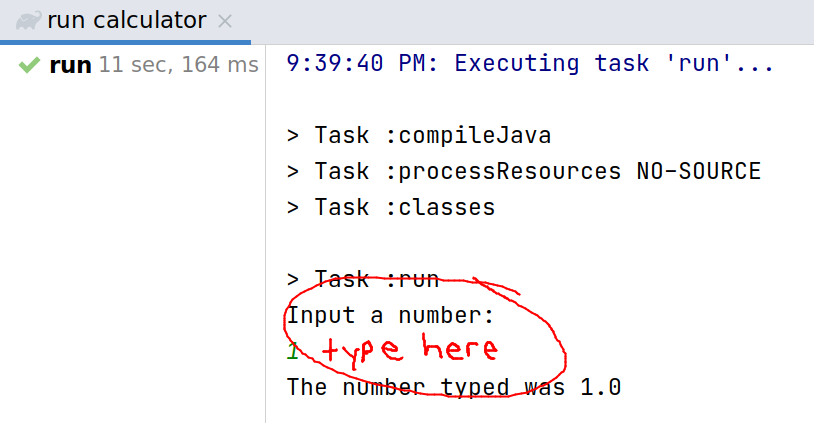 run calculator ×
run 11 sec, 164 ms
9:39:40 PM: Executing task 'run'...
> Task :compileJava
> Task :processResources NO-SOURCE
> Task :classes
> Task :run
Input a number:
1 type here
The number typed was 1.0